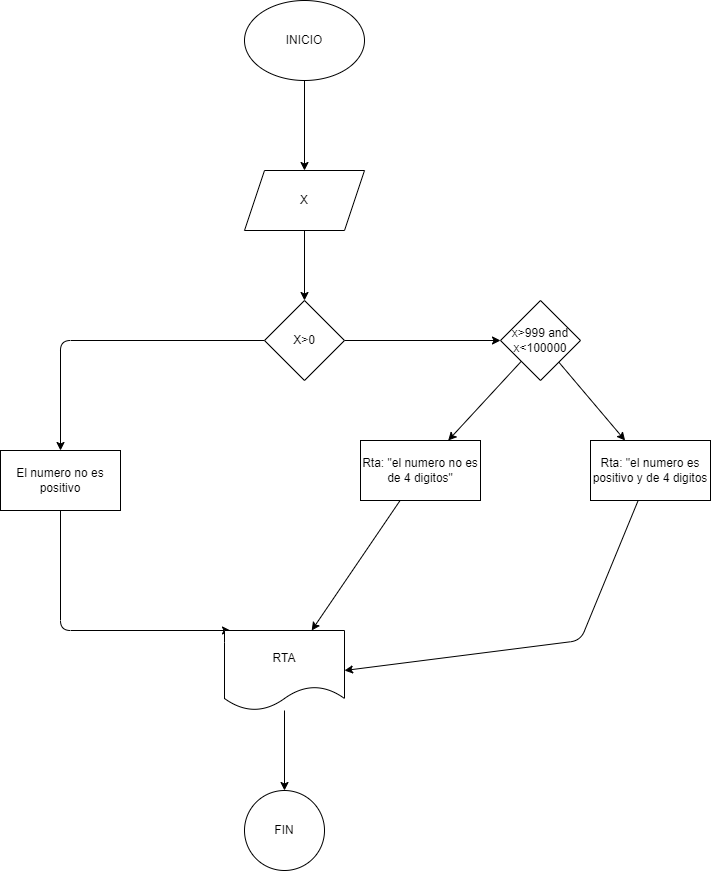 INICIO
X
X>0
x>999 and
x<100000
El numero no es
positivo
Rta: "el numero no es
de 4 digitos"
Rta: "el numero es
positivo y de 4 digitos
RTA
FIN